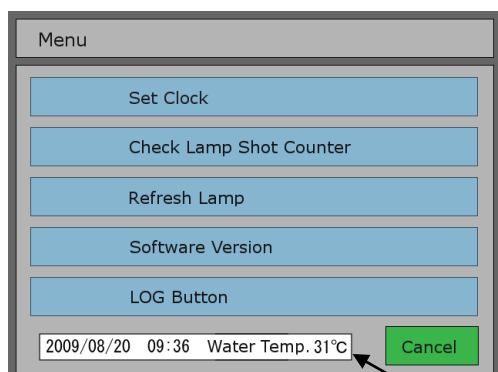 Menu
Set Clock
Check Lamp Shot Counter
Refresh Lamp
Software Version
LOG Button
2009/08/20 09:36 Water Temp. 31℃ Cancel